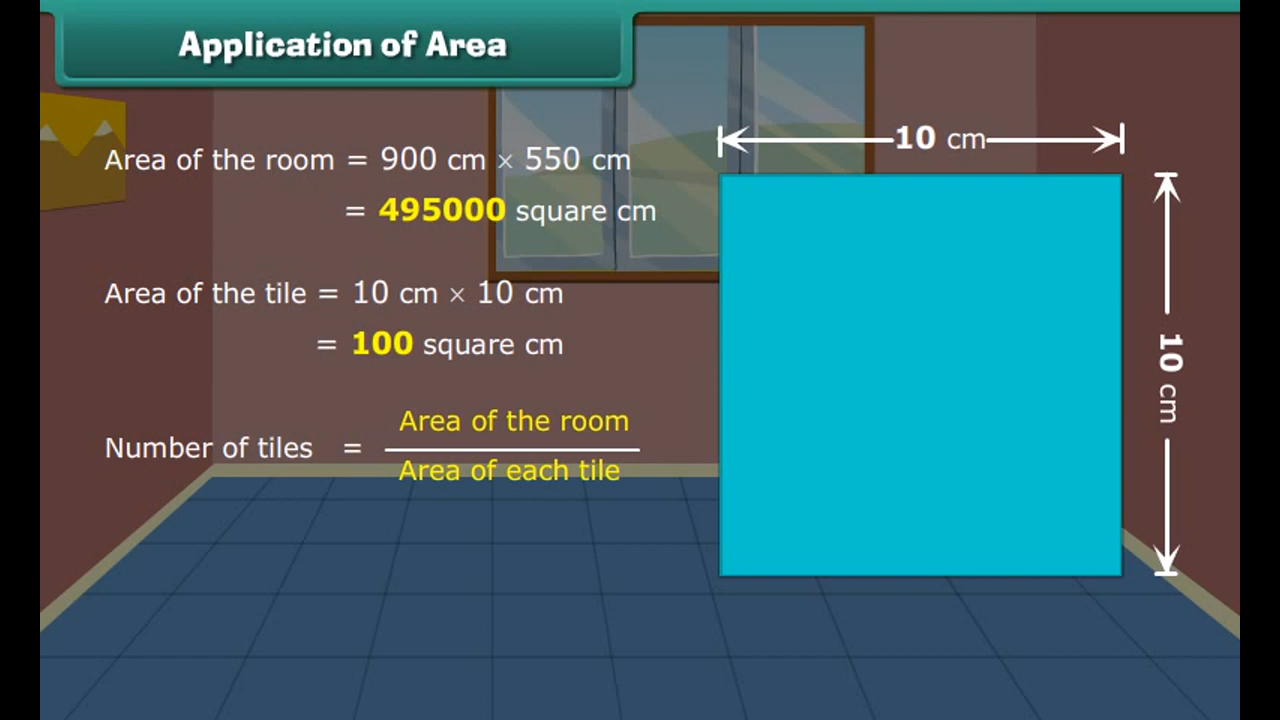 Application of Area
Area of the room = 900 cm × 550 cm
= 495000 square cm
Area of the tile = 10 cm × 10 cm
= 100 square cm
Number of tiles = Area of the room
Area of each tile
10 cm
10 cm